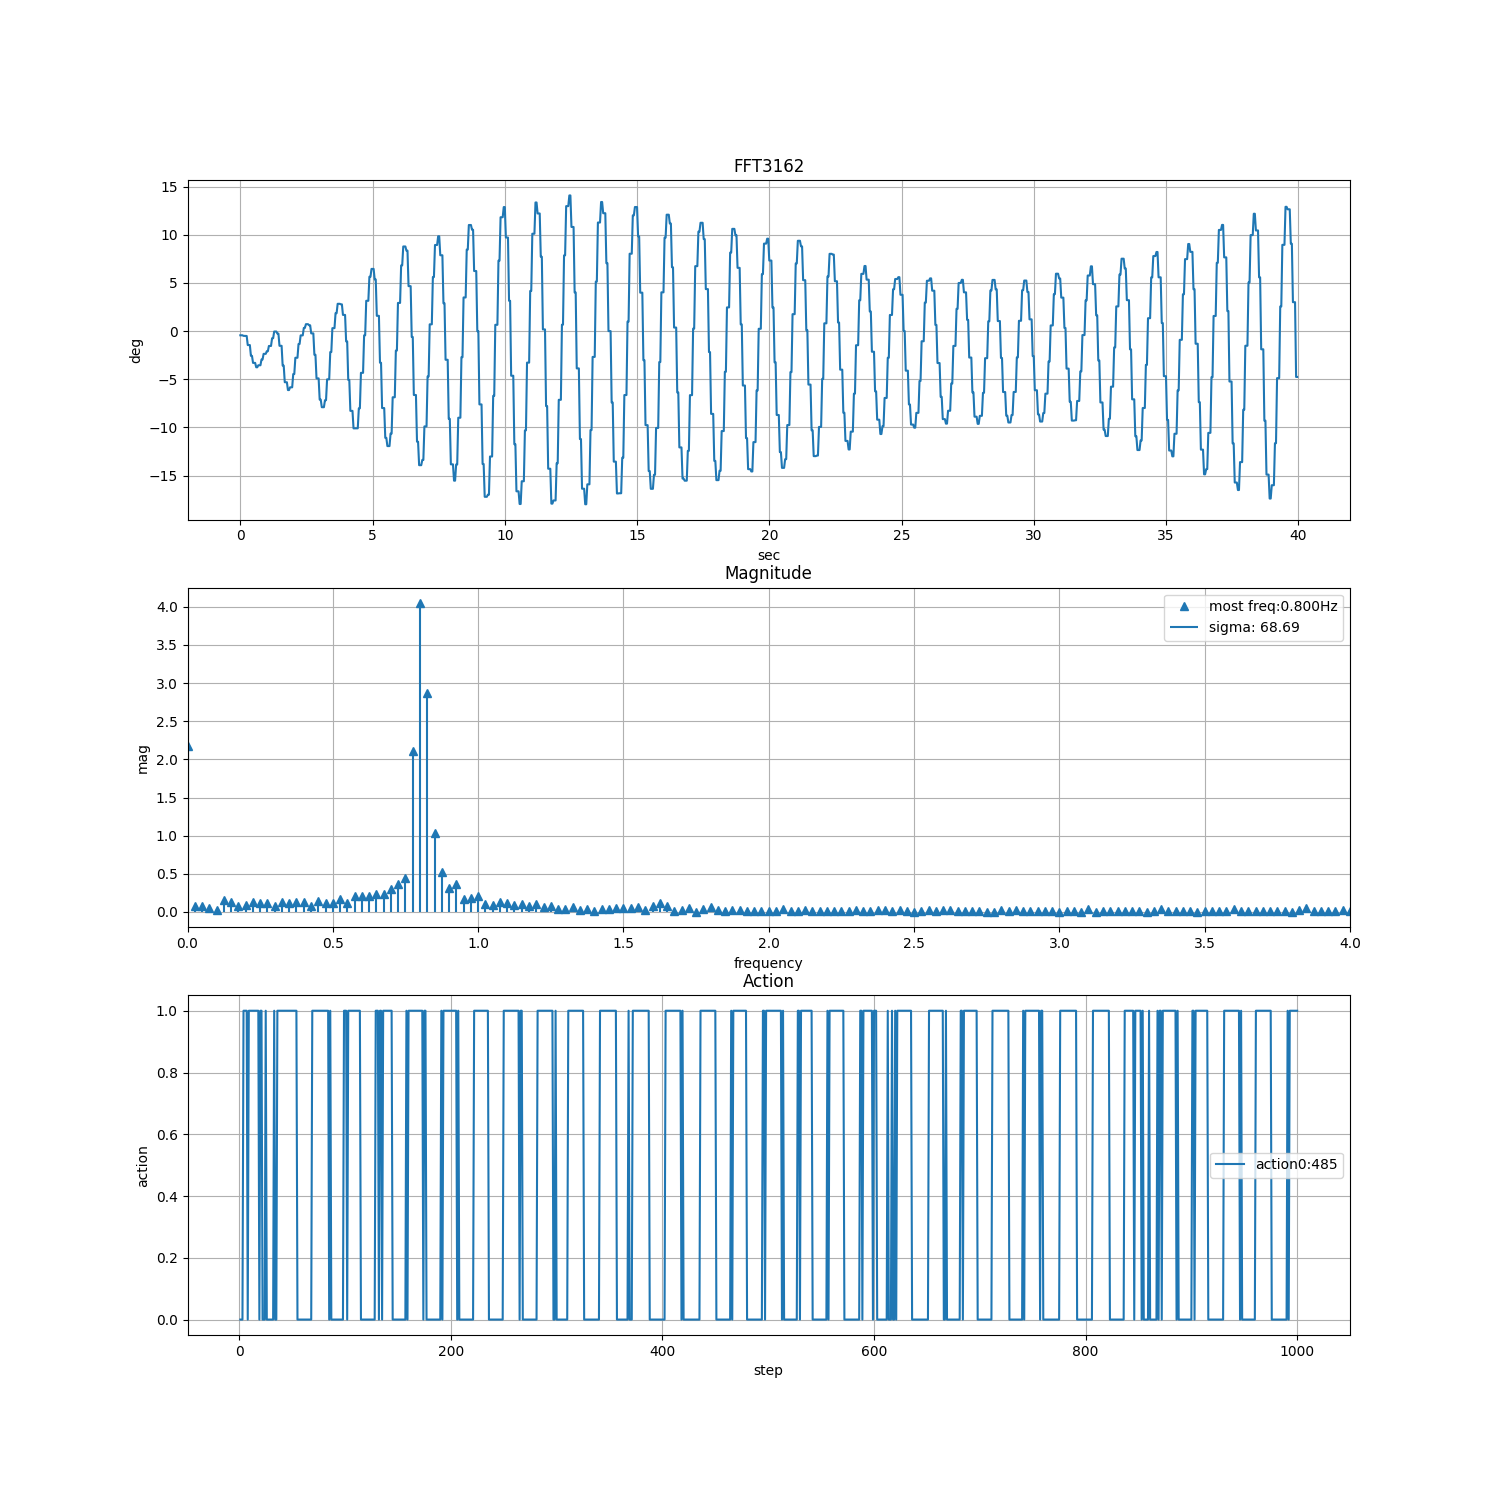 FFT3162
15
10
5
0
−5
−10
−15
deg
0 5 10 15 20 25 30 35 40
sec
Magnitude
4.0
3.5
3.0
2.5
2.0
1.5
1.0
0.5
0.0
mag
most freq:0.800Hz
sigma: 68.69
0.0 0.5 1.0 1.5 2.0 2.5 3.0 3.5 4.0
frequency
Action
1.0
0.8
0.6
0.4
0.2
0.0
action
action0:485
0 200 400 600 800 1000
step